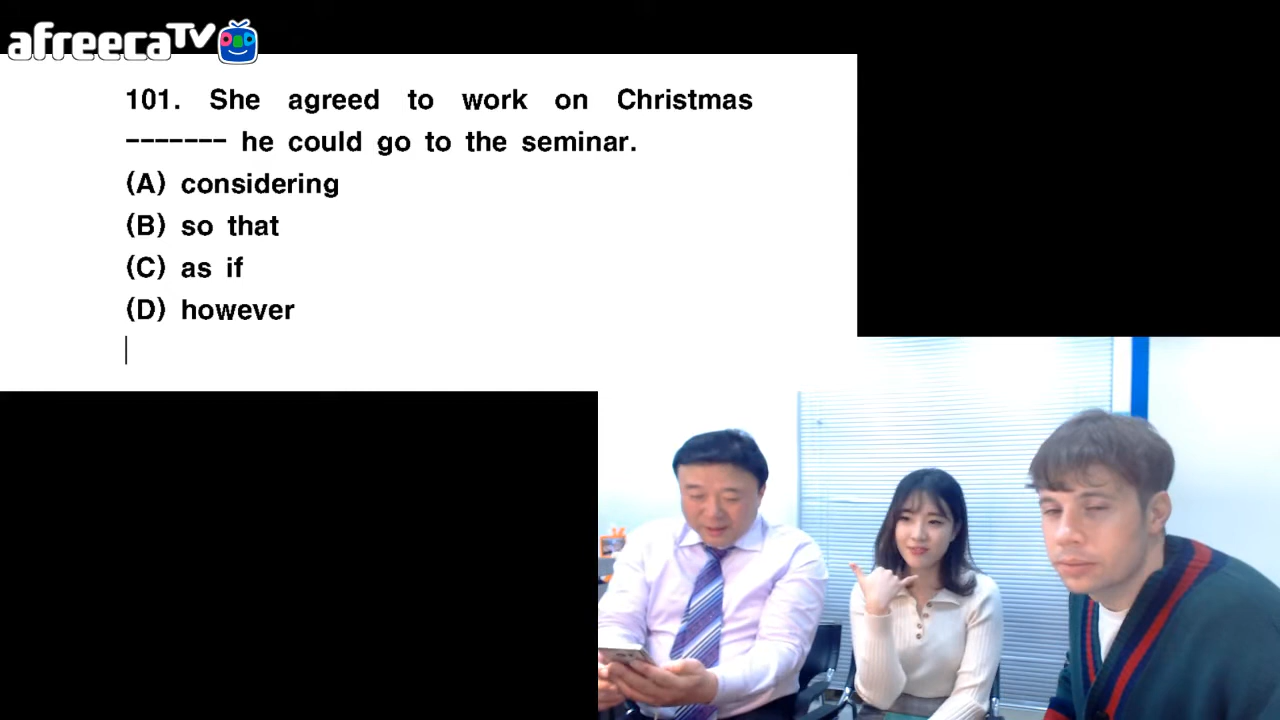 afreecaTV
101. She agreed to work on Christmas
------- he could go to the seminar.
(A) considering
(B) so that
(C) as if
(D) however